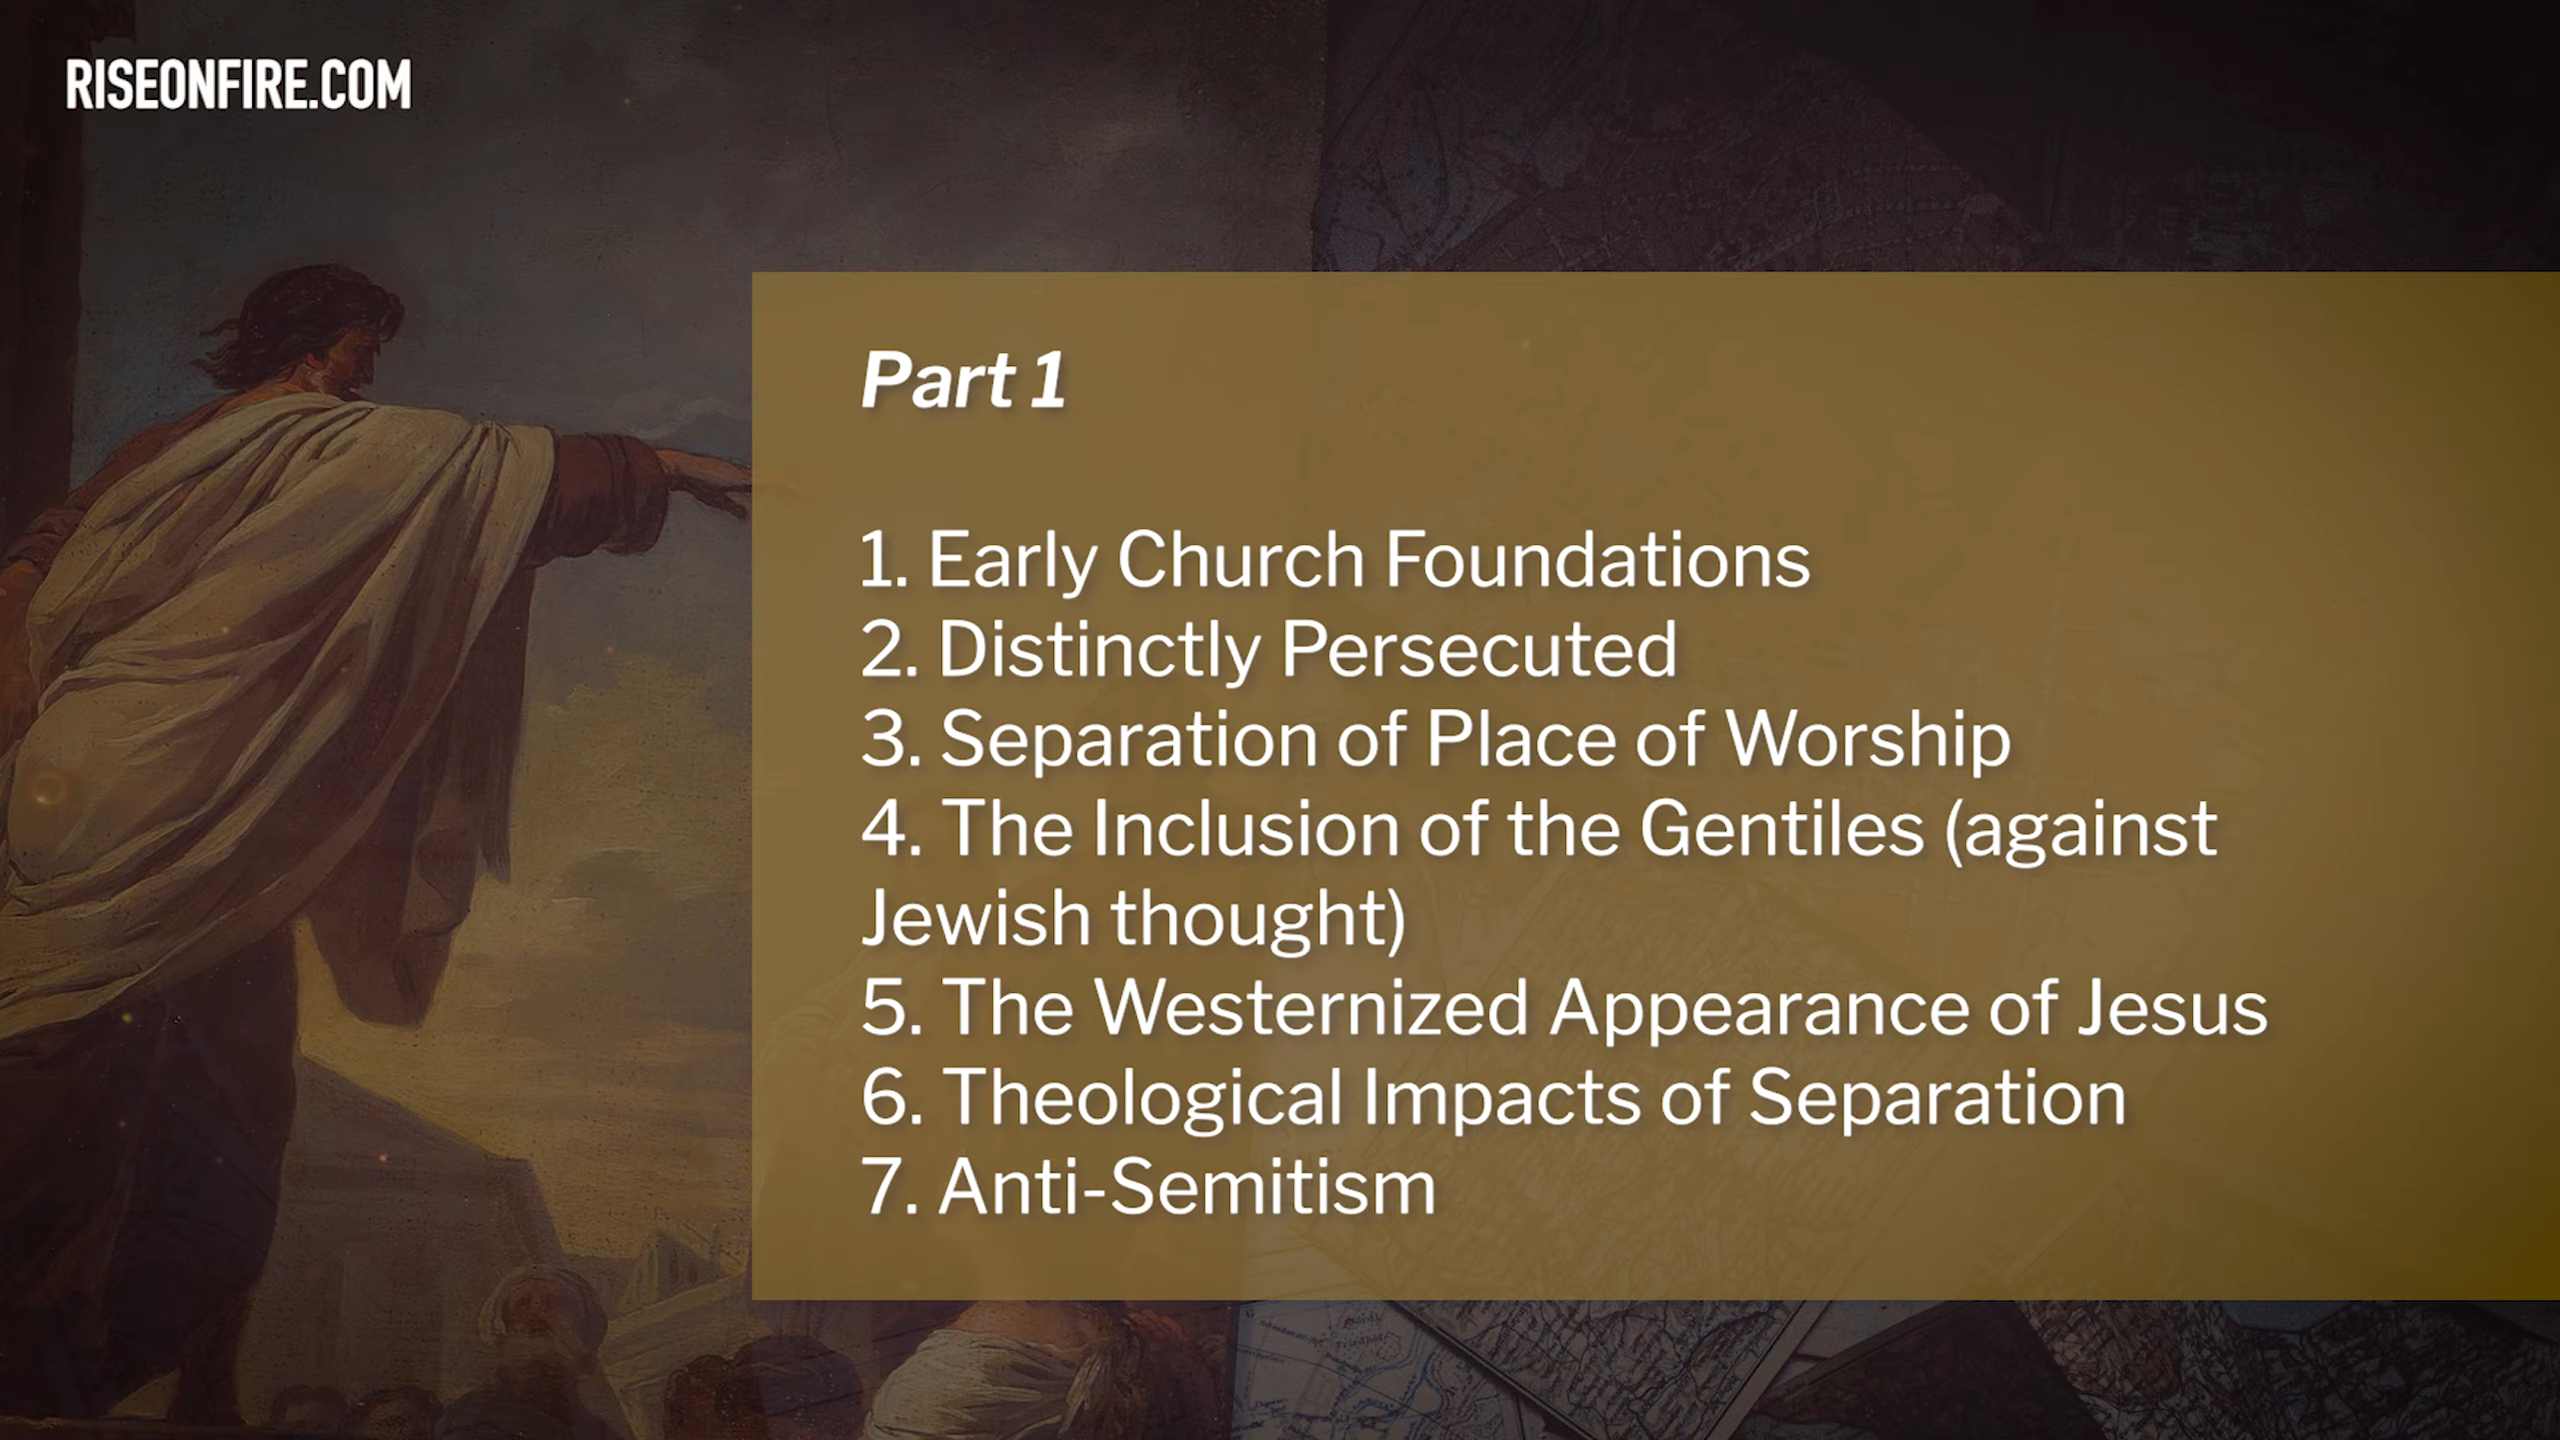 RISEONFIRE.COM
Part 1
1. Early Church Foundations
2. Distinctly Persecuted
3. Separation of Place of Worship
4. The Inclusion of the Gentiles (against
Jewish thought)
5. The Westernized Appearance of Jesus
6. Theological Impacts of Separation
7. Anti-Semitism